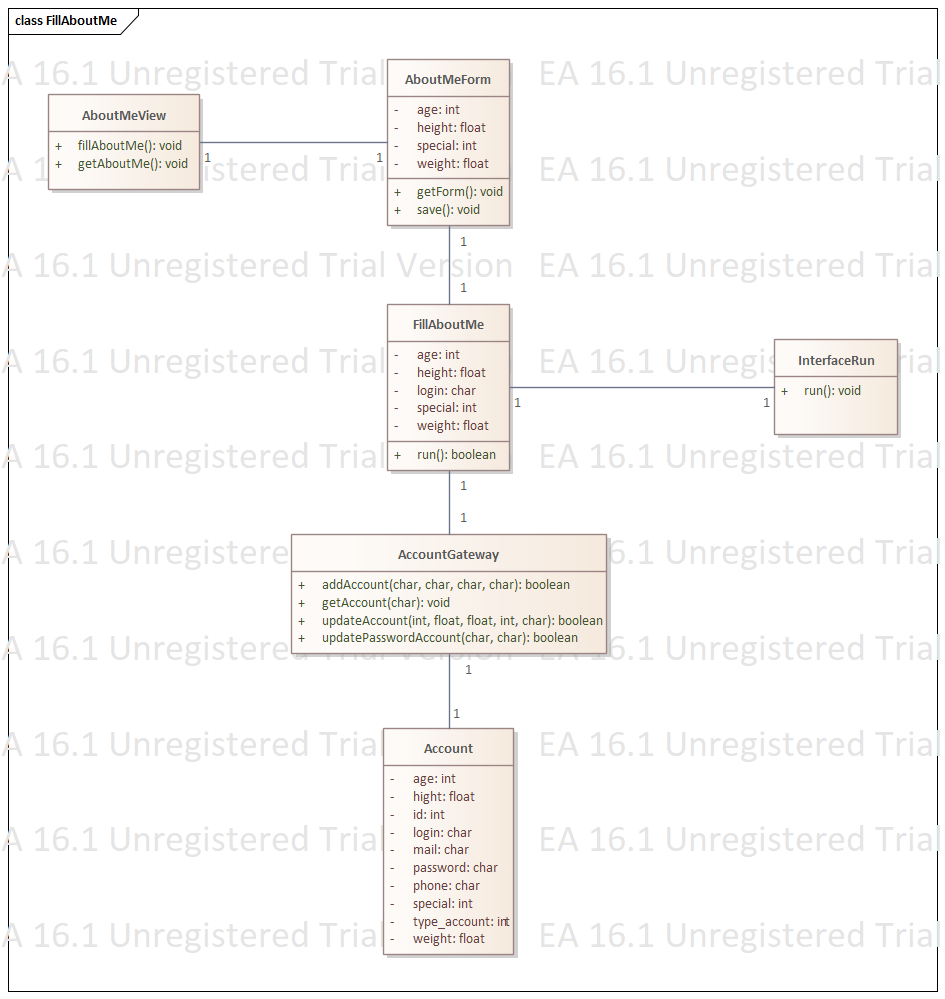 class FillAboutMe
EA 16.1 Unregistered Trial Version
AboutMeView
+ fillAboutMe(): void
+ getAboutMe(): void
1
1
AboutMeForm
- age: int
- height: float
- special: int
- weight: float
+ getForm(): void
+ save(): void
1
1
FillAboutMe
- age: int
- height: float
- login: char
- special: int
- weight: float
+ run(): boolean
1
1
InterfaceRun
+ run(): void
1
1
AccountGateway
+ addAccount(char, char, char, char): boolean
+ getAccount(char): void
+ updateAccount(int, float, float, int, char): boolean
+ updatePasswordAccount(char, char): boolean
1
1
Account
- age: int
- hight: float
- id: int
- login: char
- mail: char
- password: char
- phone: char
- special: int
- type_account: int
- weight: float